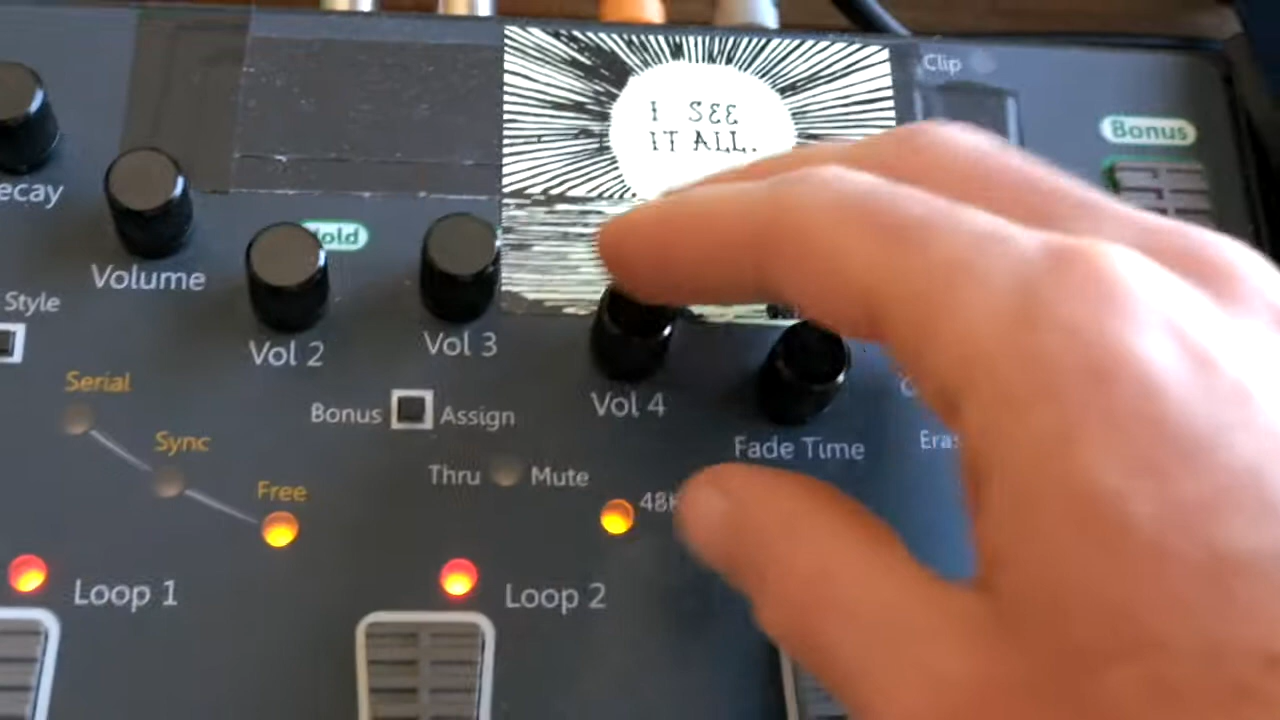 Clip
I SEE
IT ALL.
Bonus
Volume
Style
Vol 2
Vol 3
Vol 4
Fade Time
Serial
Sync
Free
Bonus Assign
Thru Mute
Loop 1
Loop 2